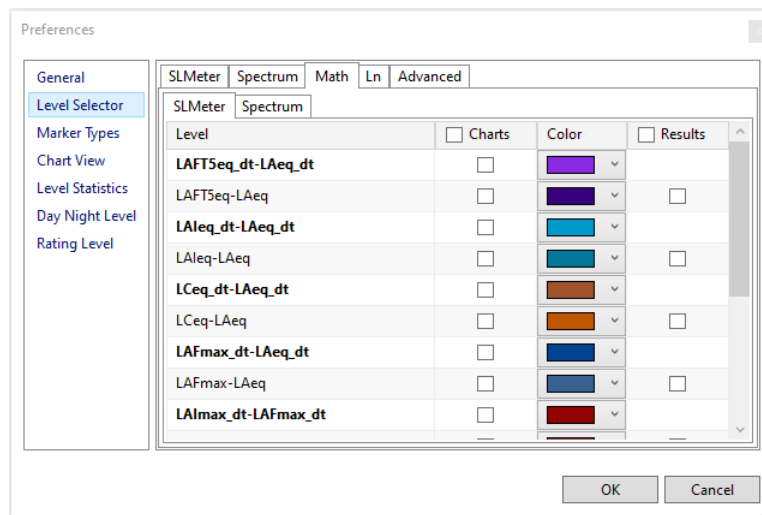 Preferences
General
Level Selector
Marker Types
Chart View
Level Statistics
Day Night Level
Rating Level
SLMeter Spectrum Math Ln Advanced
SLMeter Spectrum
Level Charts Color Results
LAFT5eq_dt-LAeq_dt
LAFT5eq-LAeq
LAIeq_dt-LAeq_dt
LAIeq-LAeq
LCeq_dt-LAeq_dt
LCeq-LAeq
LAFmax_dt-LAeq_dt
LAFmax-LAeq
LAImax_dt-LAFmax_dt
OK Cancel